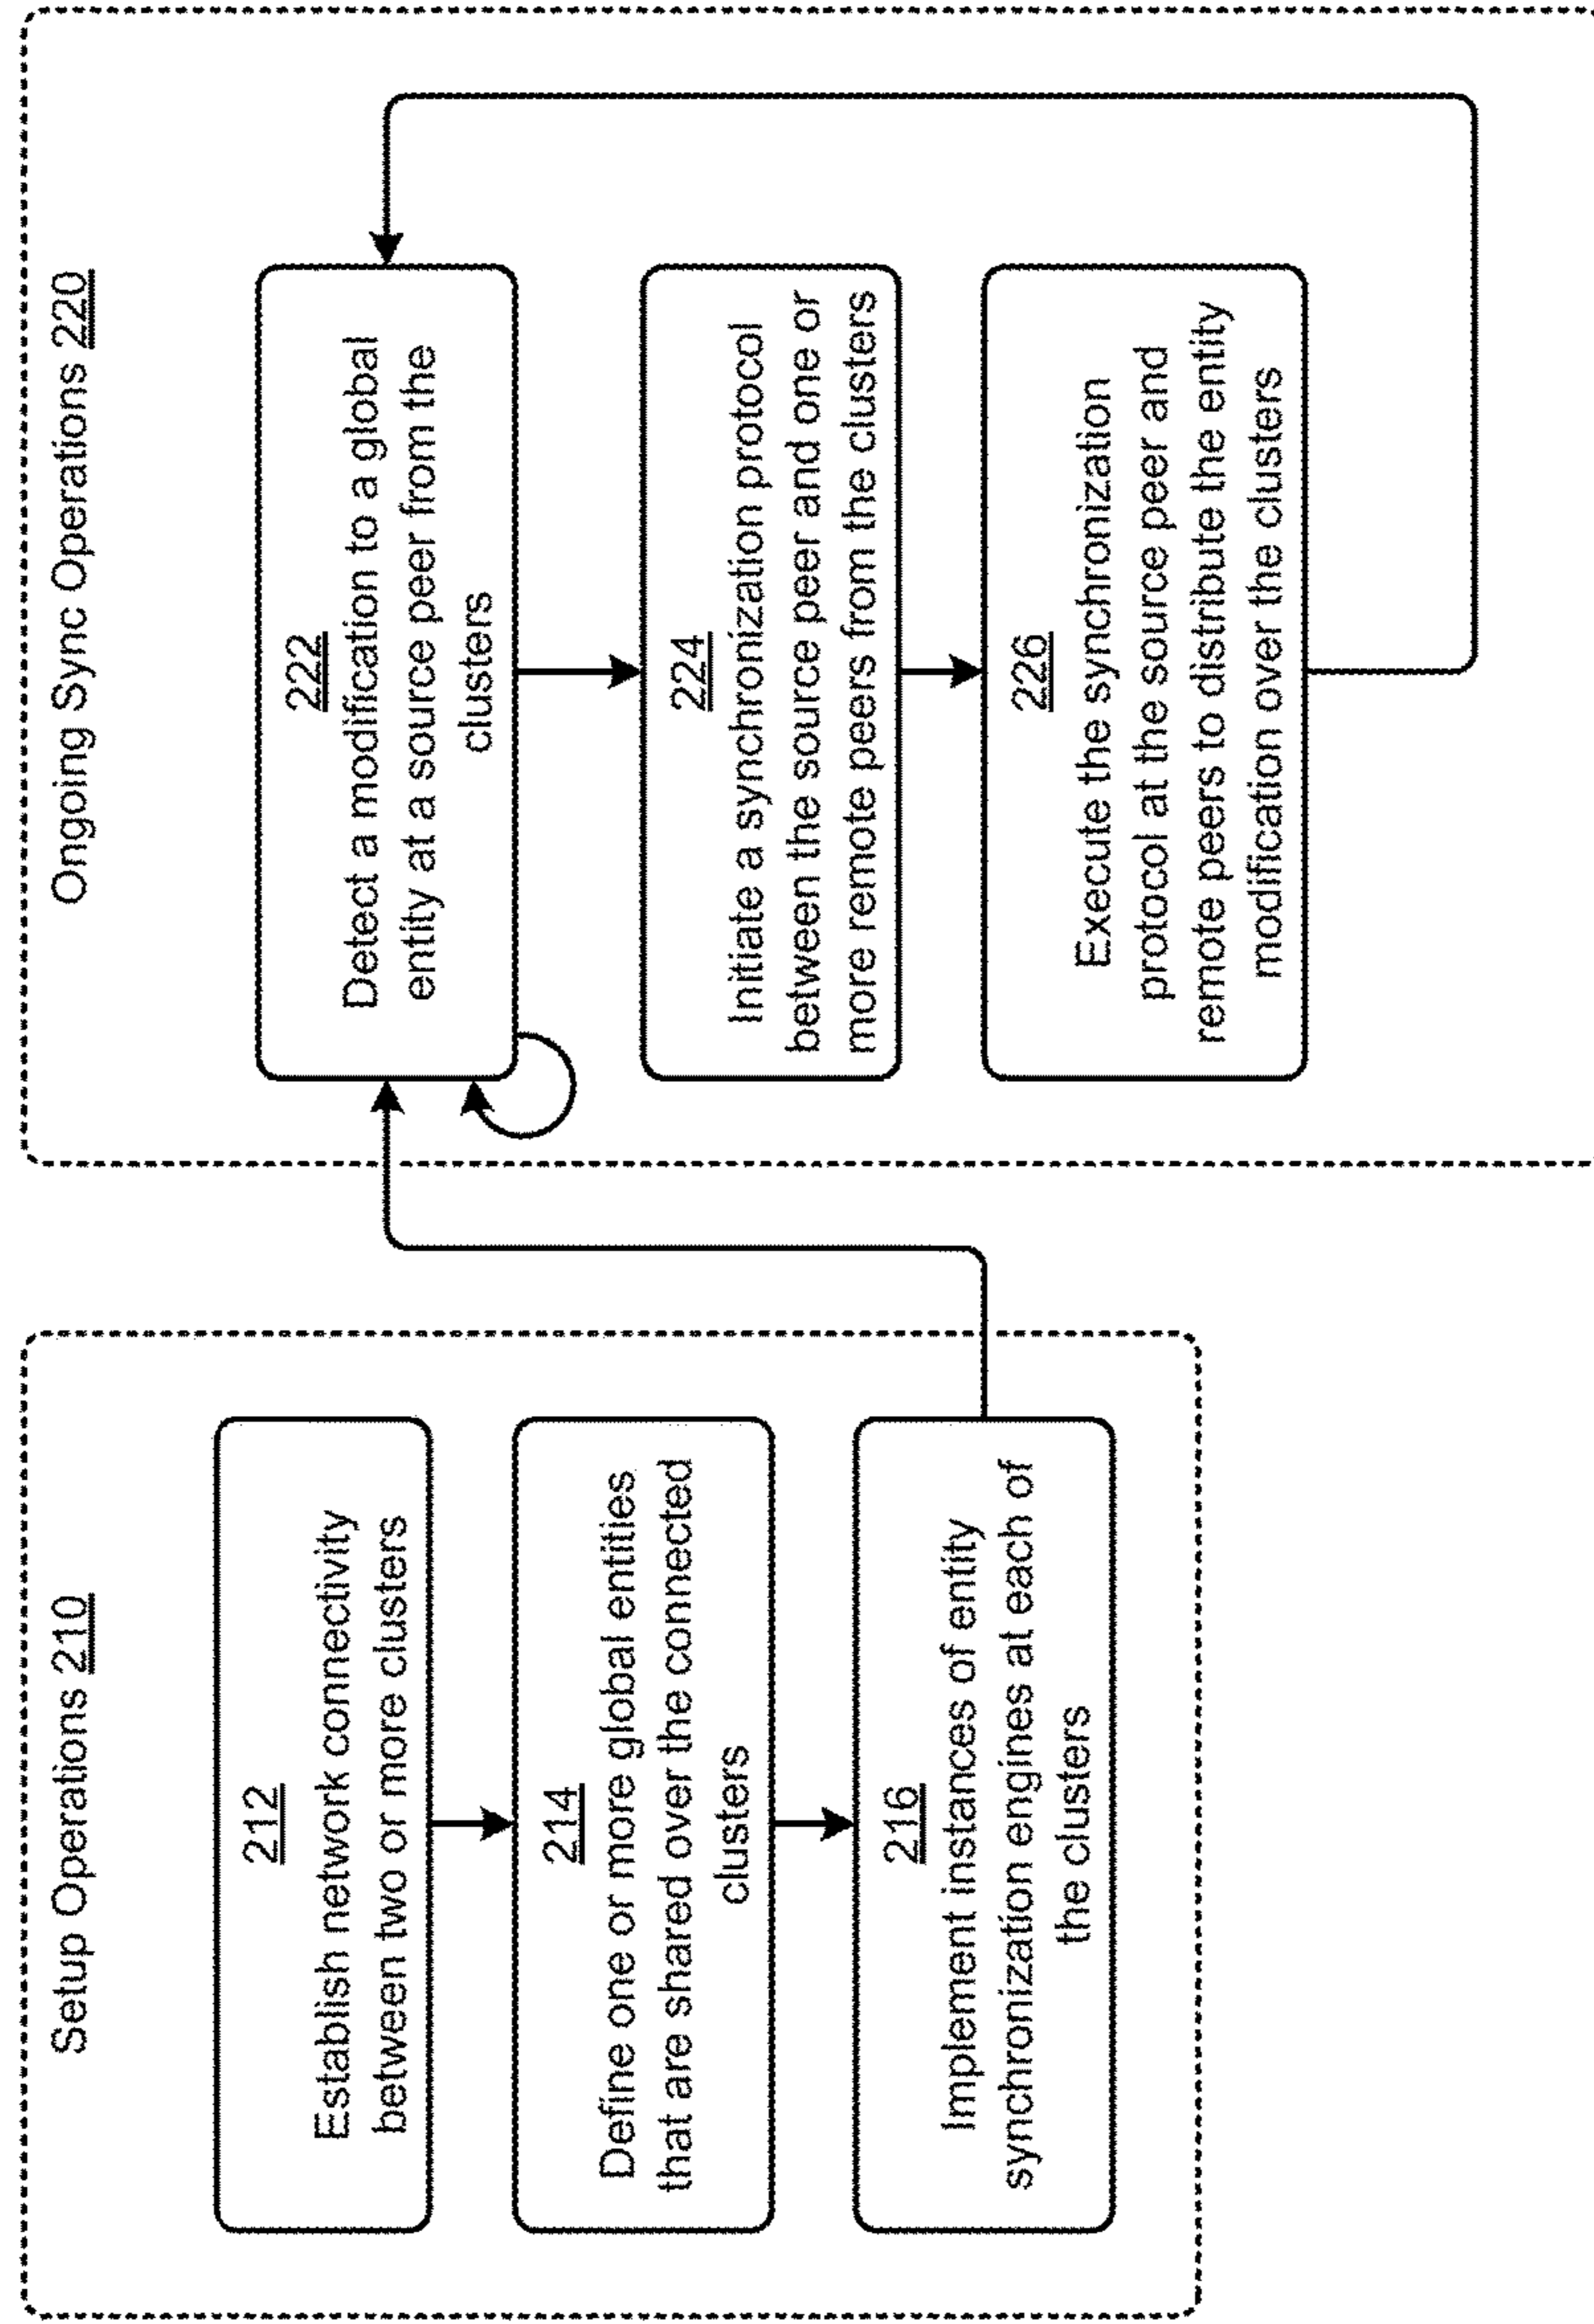 Setup Operations 210
212
Establish network connectivity
between two or more clusters
214
Define one or more global entities
that are shared over the connected
clusters
216
Implement instances of entity
synchronization engines at each of
the clusters
Ongoing Sync Operations 220
222
Detect a modification to a global
entity at a source peer from the
clusters
224
Initiate a synchronization protocol
between the source peer and one or
more remote peers from the clusters
226
Execute the synchronization
protocol at the source peer and
remote peers to distribute the entity
modification over the clusters